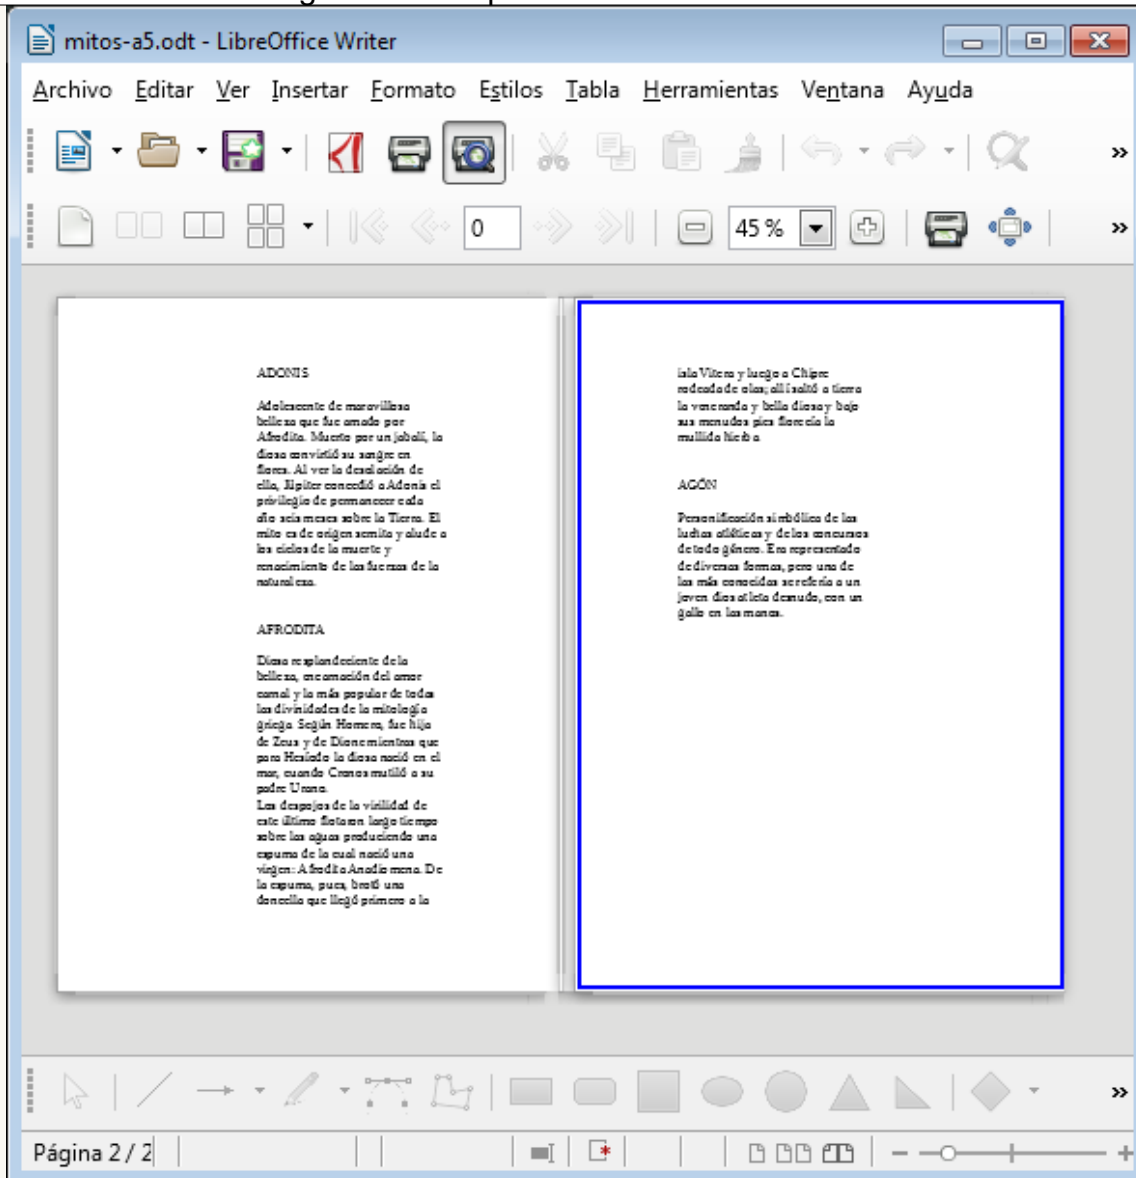 mitos-a5.odt - LibreOffice Writer
Archivo Editar Ver Insertar Formato Estilos Tabla Herramientas Ventana Ayuda
0 45 %
ADONIS
Adolescente de maravillosa
belleza que fue amado por
Afrodita. Muerto por un jabalí, la
diosa convirtió su sangre en
flores. Al ver la desolación de
ella, Júpiter concedió a Adonis el
privilegio de permanecer cada
año seis meses sobre la Tierra. El
mito es de origen semita y alude a
los ciclos de la muerte y
renacimiento de las fuerzas de la
naturaleza.
AFRODITA
Diosa resplandeciente de la
belleza, encarnación del amor
carnal y la más popular de todas
las divinidades de la mitología
griega. Según Homero, fue hija
de Zeus y de Dione mientras que
para Hesíodo la diosa nació en el
mar, cuando Cronos mutiló a su
padre Urano.
Los despojos de la virilidad de
este último flotaron largo tiempo
sobre las aguas produciendo una
espuma de la cual nació una
virgen: Afrodita Anadiomena. De
la espuma, pues, brotó una
doncella que llegó primero a la
isla Vitera y luego a Chipre
rodeada de olas; allí saltó a tierra
la veneranda y bella diosa y bajo
sus menudos pies florecía la
mullida hierba
AGÓN
Personificación simbólica de las
luchas atléticas y de los concursos
de todo género. Era representado
de diversas formas, pero una de
las más conocidas se refería a un
joven dios atleta desnudo, con un
gallo en las manos.
Página 2 / 2